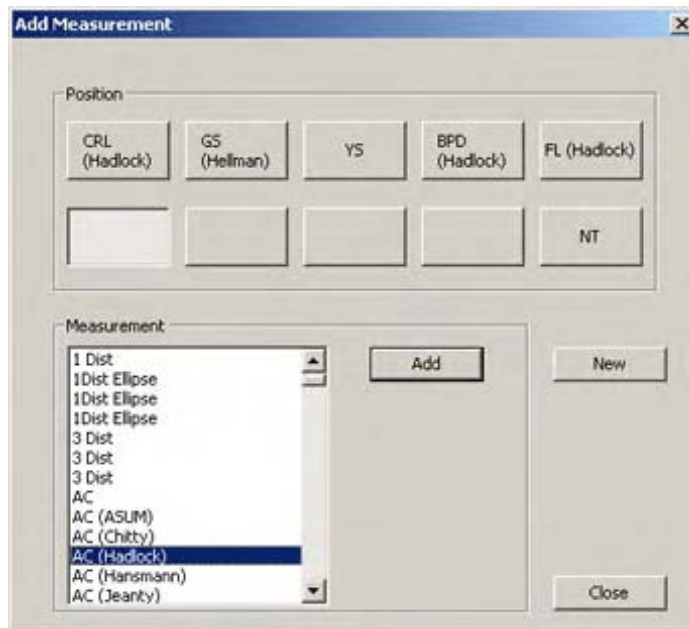 Add Measurement
Position
CRL
(Hadlock)
GS
(Hellman)
YS
BPD
(Hadlock)
FL (Hadlock)
NT
Measurement
1 Dist
1Dist Ellipse
1Dist Ellipse
1Dist Ellipse
3 Dist
3 Dist
3 Dist
AC
AC (ASUM)
AC (Chitty)
AC (Hadlock)
AC (Hansmann)
AC (Jeanty)
Add
New
Close